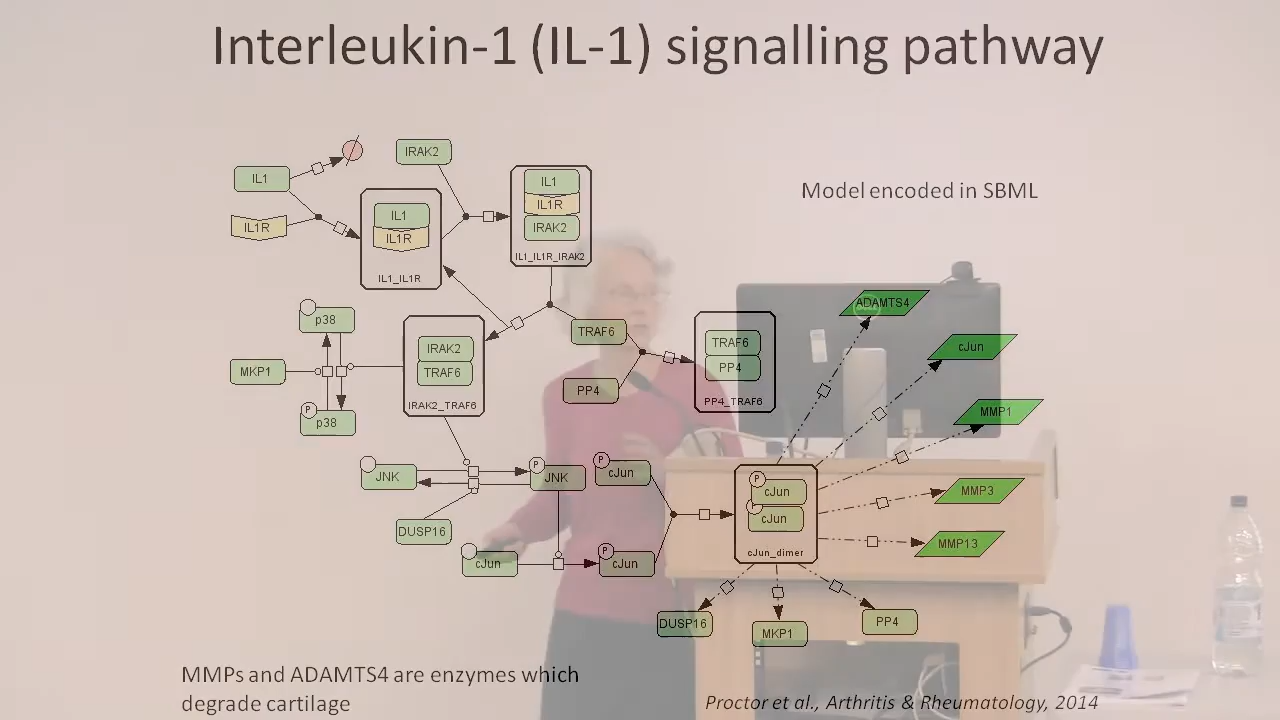 Interleukin-1 (IL-1) signalling pathway
IRAK2
IL1
IL1R
IL1
IL1R
IL1_IL1R
IL1
IL1R
IRAK2
IL1_IL1R_IRAK2
Model encoded in SBML
p38
MKP1
P
p38
IRAK2
TRAF6
IRAK2_TRAF6
TRAF6
PP4
TRAF6
PP4
PP4_TRAF6
ADAMTS4
cJun
MMP1
MMP3
MMP13
JNK
P
JNK
DUSP16
P
cJun
cJun
P
cJun
P
cJun
P
cJun
cJun_dimer
DUSP16
MKP1
PP4
MMPs and ADAMTS4 are enzymes which
degrade cartilage
Proctor et al., Arthritis & Rheumatology, 2014